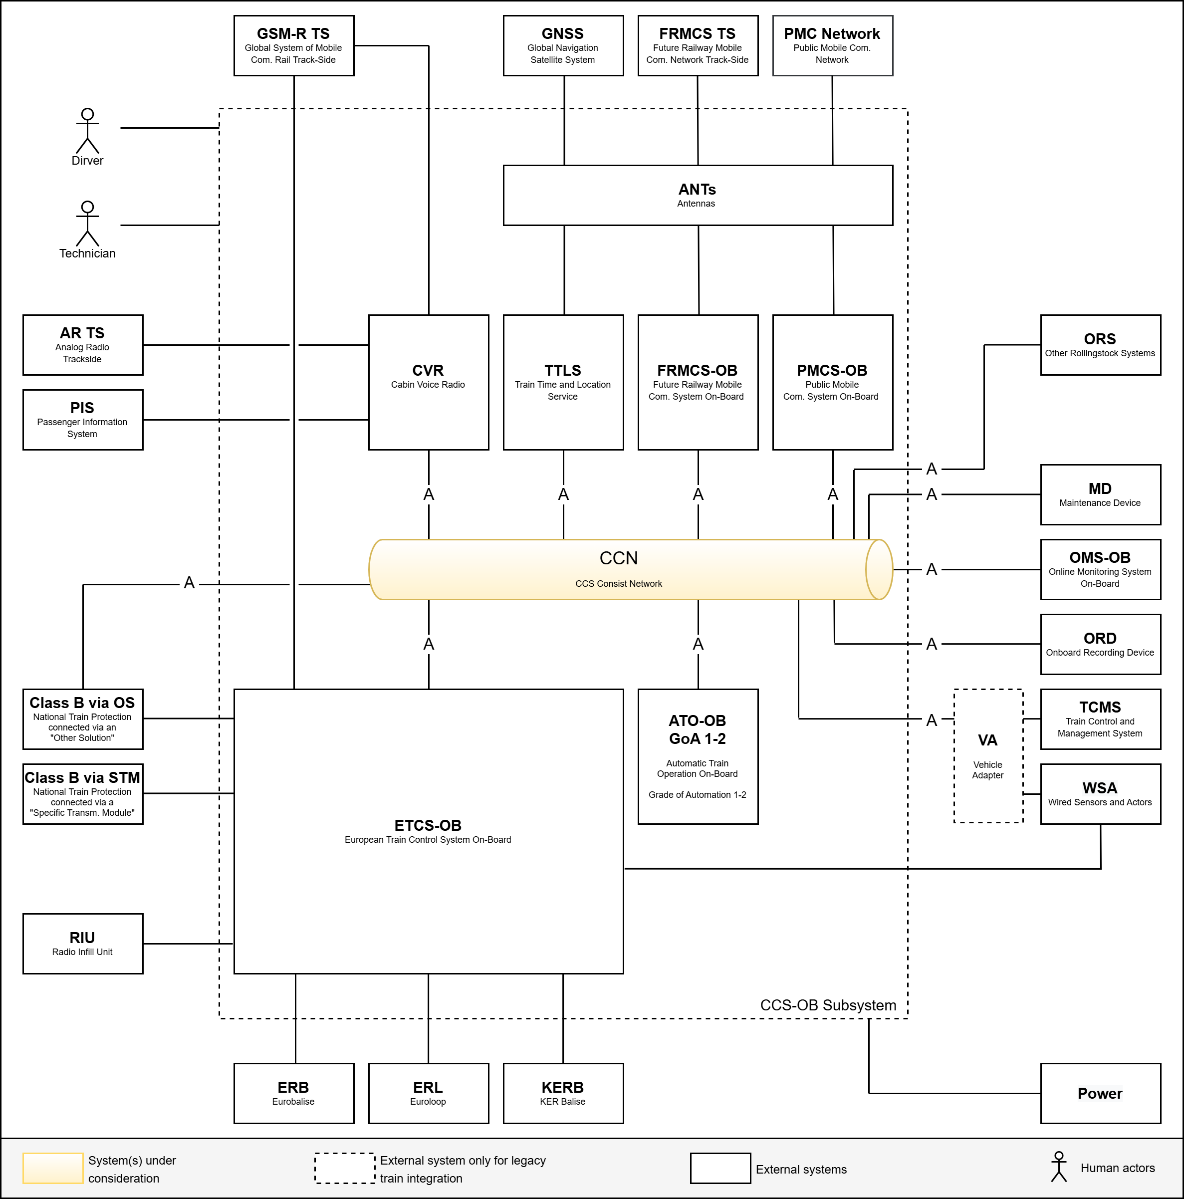 GSM-R TS
Global System of Mobile
Com. Rail Track-Side
GNSS
Global Navigation
Satellite System
FRMCS TS
Future Railway Mobile
Com. Network Track-Side
PMC Network
Public Mobile Com.
Network
Dirver
Technician
ANTs
Antennas
AR TS
Analog Radio
Trackside
PIS
Passenger Information
System
CVR
Cabin Voice Radio
TTLS
Train Time and Location
Service
FRMCS-OB
Future Railway Mobile
Com. System On-Board
PMCS-OB
Public Mobile
Com. System On-Board
ORS
Other Rollingstock Systems
A
A
A
A
A
A
MD
Maintenance Device
CCN
CCS Consist Network
A
OMS-OB
Online Monitoring System
On-Board
A
A
A
A
ORD
Onboard Recording Device
Class B via OS
National Train Protection
connected via an
"Other Solution"
Class B via STM
National Train Protection
connected via a
"Specific Transm. Module"
ETCS-OB
European Train Control System On-Board
ATO-OB
GoA 1-2
Automatic Train
Operation On-Board
Grade of Automation 1-2
A
VA
Vehicle
Adapter
TCMS
Train Control and
Management System
WSA
Wired Sensors and Actors
RIU
Radio Infill Unit
CCS-OB Subsystem
ERB
Eurobalise
ERL
Euroloop
KERB
KER Balise
Power
System(s) under
consideration
External system only for legacy
train integration
External systems
Human actors